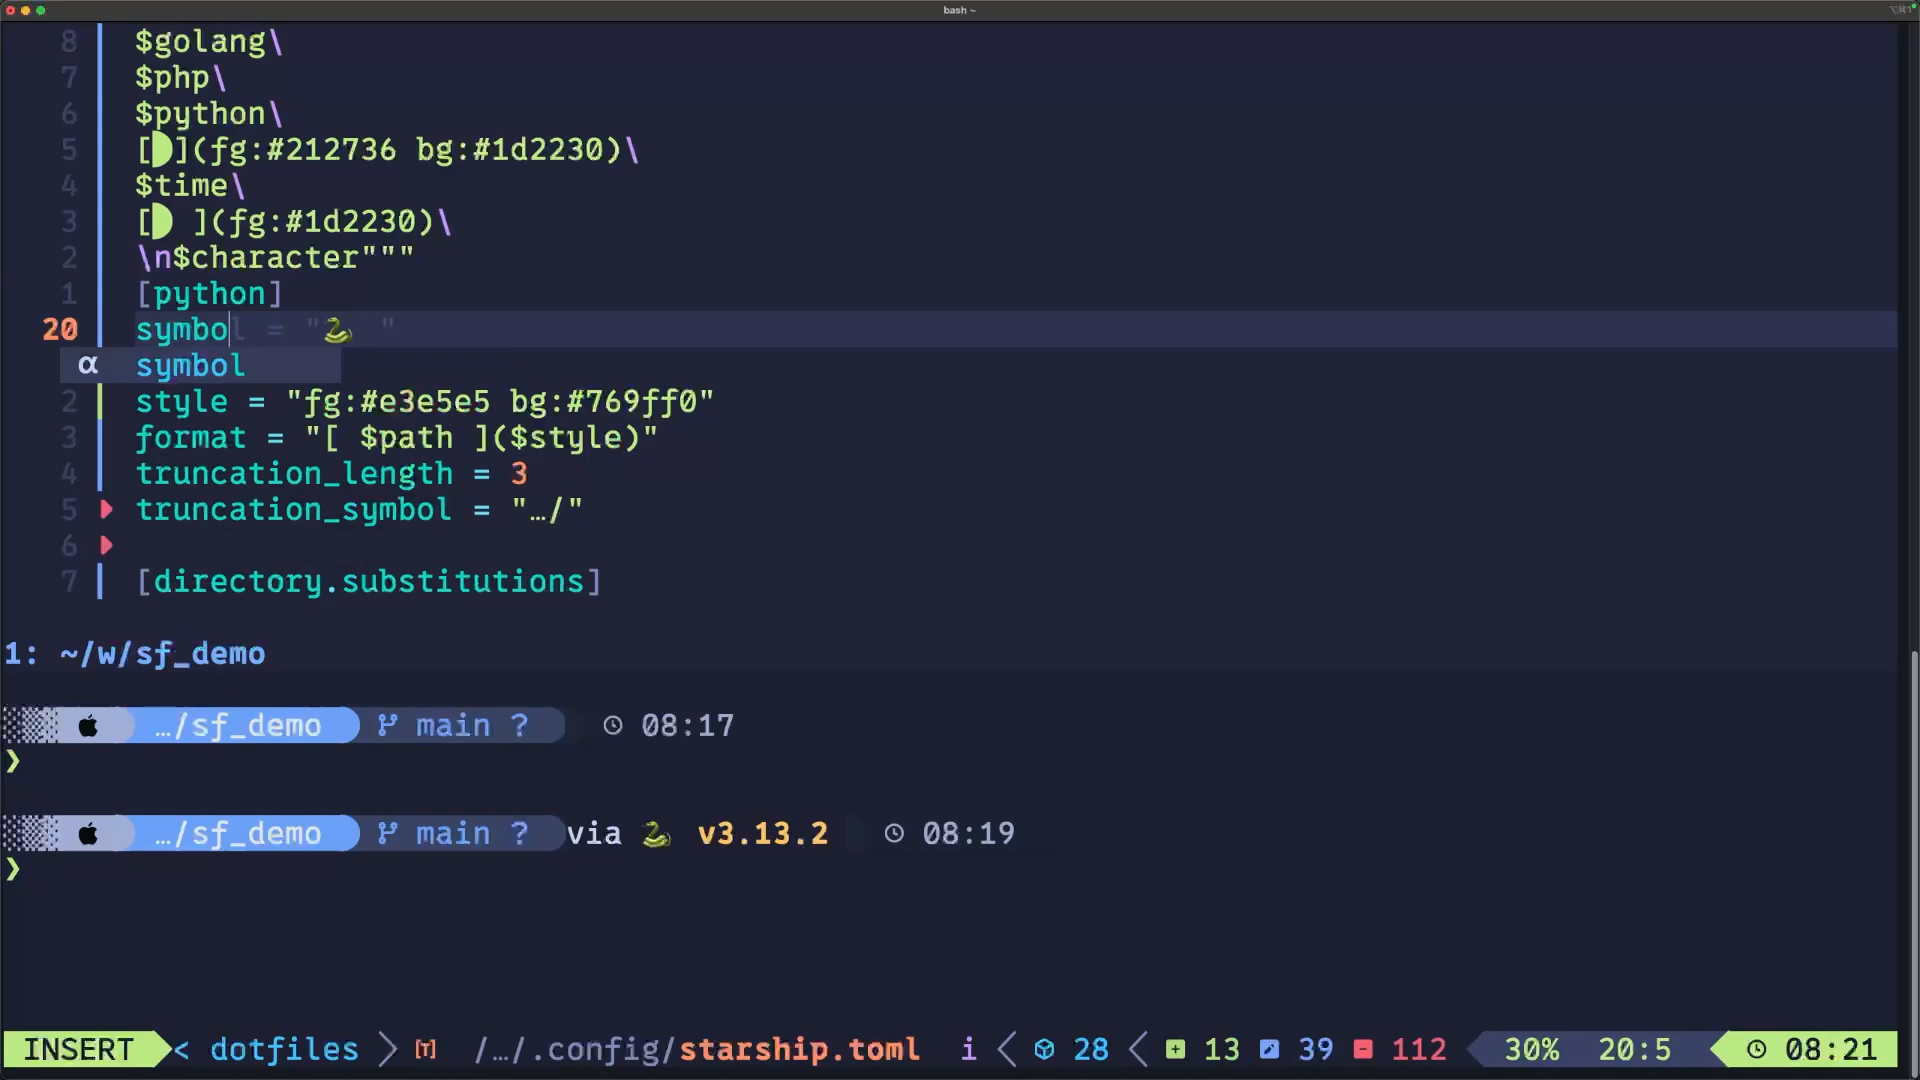 bash ~
8 $golang\
7 $php\
6 $python\
5 [](fg:#212736 bg:#1d2230)\
4 $time\
3 [ ](fg:#1d2230)\
2 \n$character"""
1 [python]
20 symbol = "🐍 "
α symbol
2 style = "fg:#e3e5e5 bg:#769ff0"
3 format = "[ $path ]($style)"
4 truncation_length = 3
5 truncation_symbol = "…/"
6
7 [directory.substitutions]
1: ~/w/sf_demo
…/sf_demo main ? 08:17
❯
…/sf_demo main ? via 🐍 v3.13.2 08:19
❯
INSERT < dotfiles [T] /…/.config/starship.toml i 28 13 39 112 30% 20:5 08:21